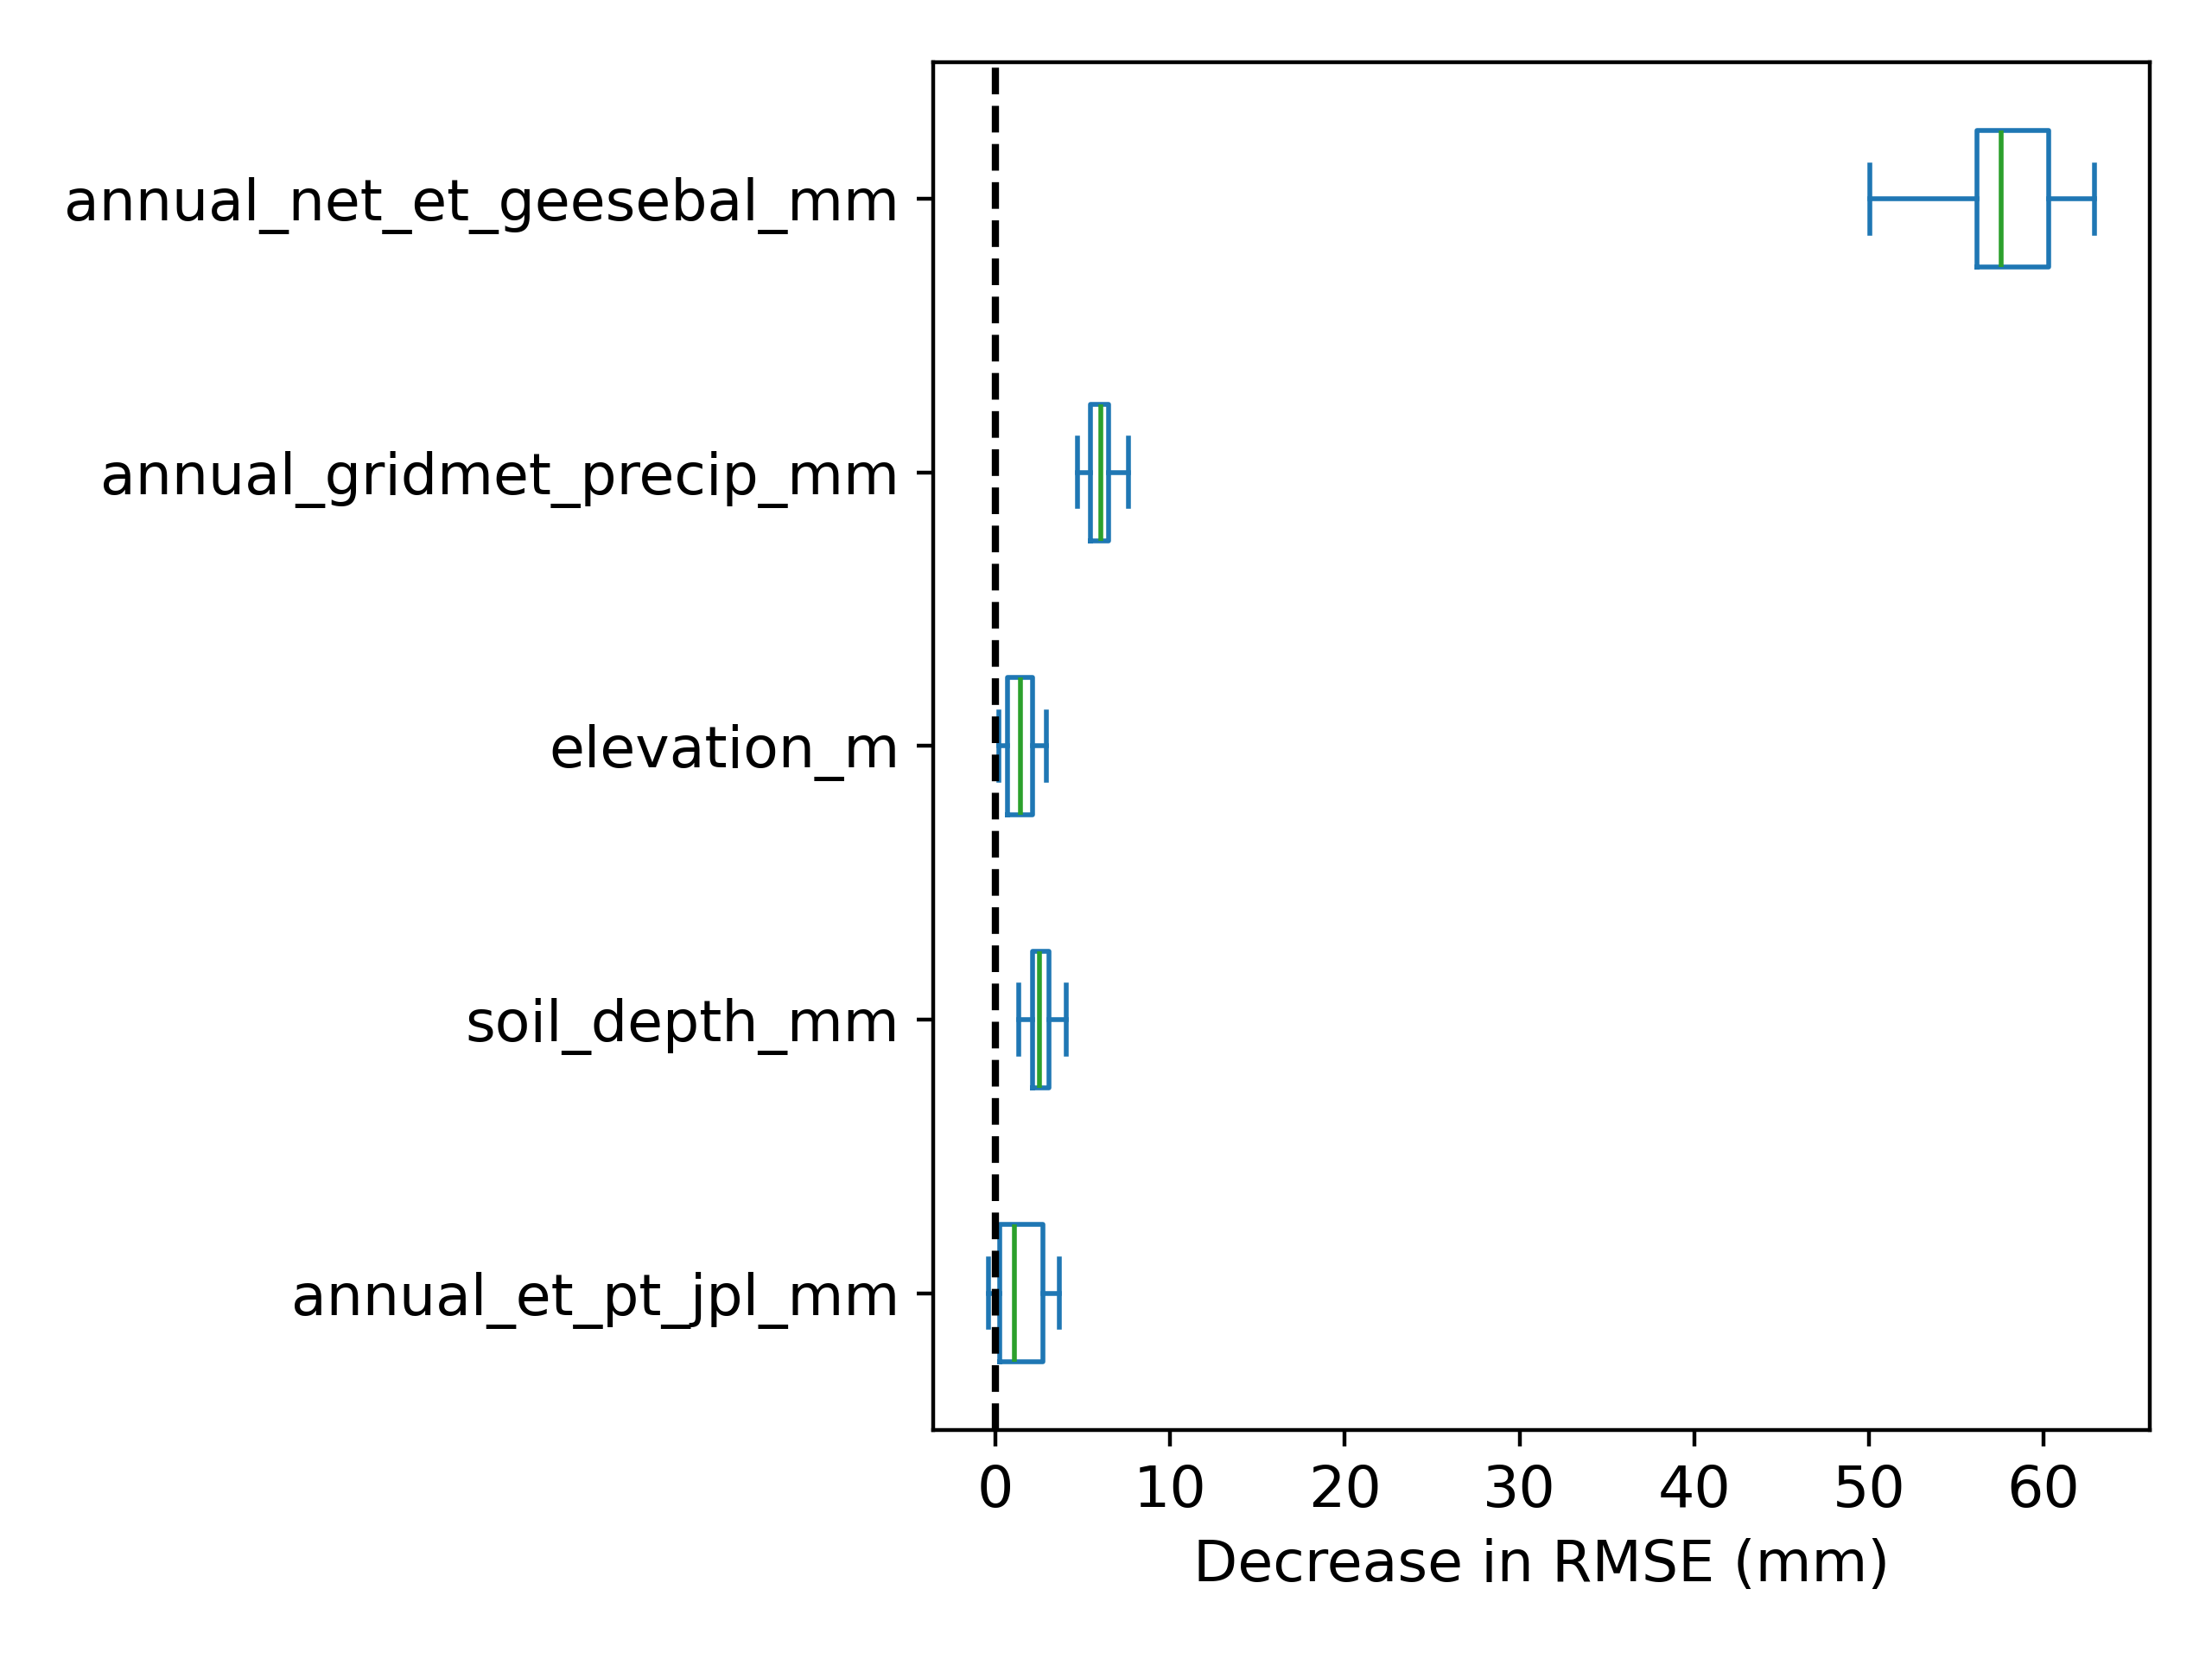 annual_net_et_geesebal_mm
annual_gridmet_precip_mm
elevation_m
soil_depth_mm
annual_et_pt_jpl_mm
0 10 20 30 40 50 60
Decrease in RMSE (mm)